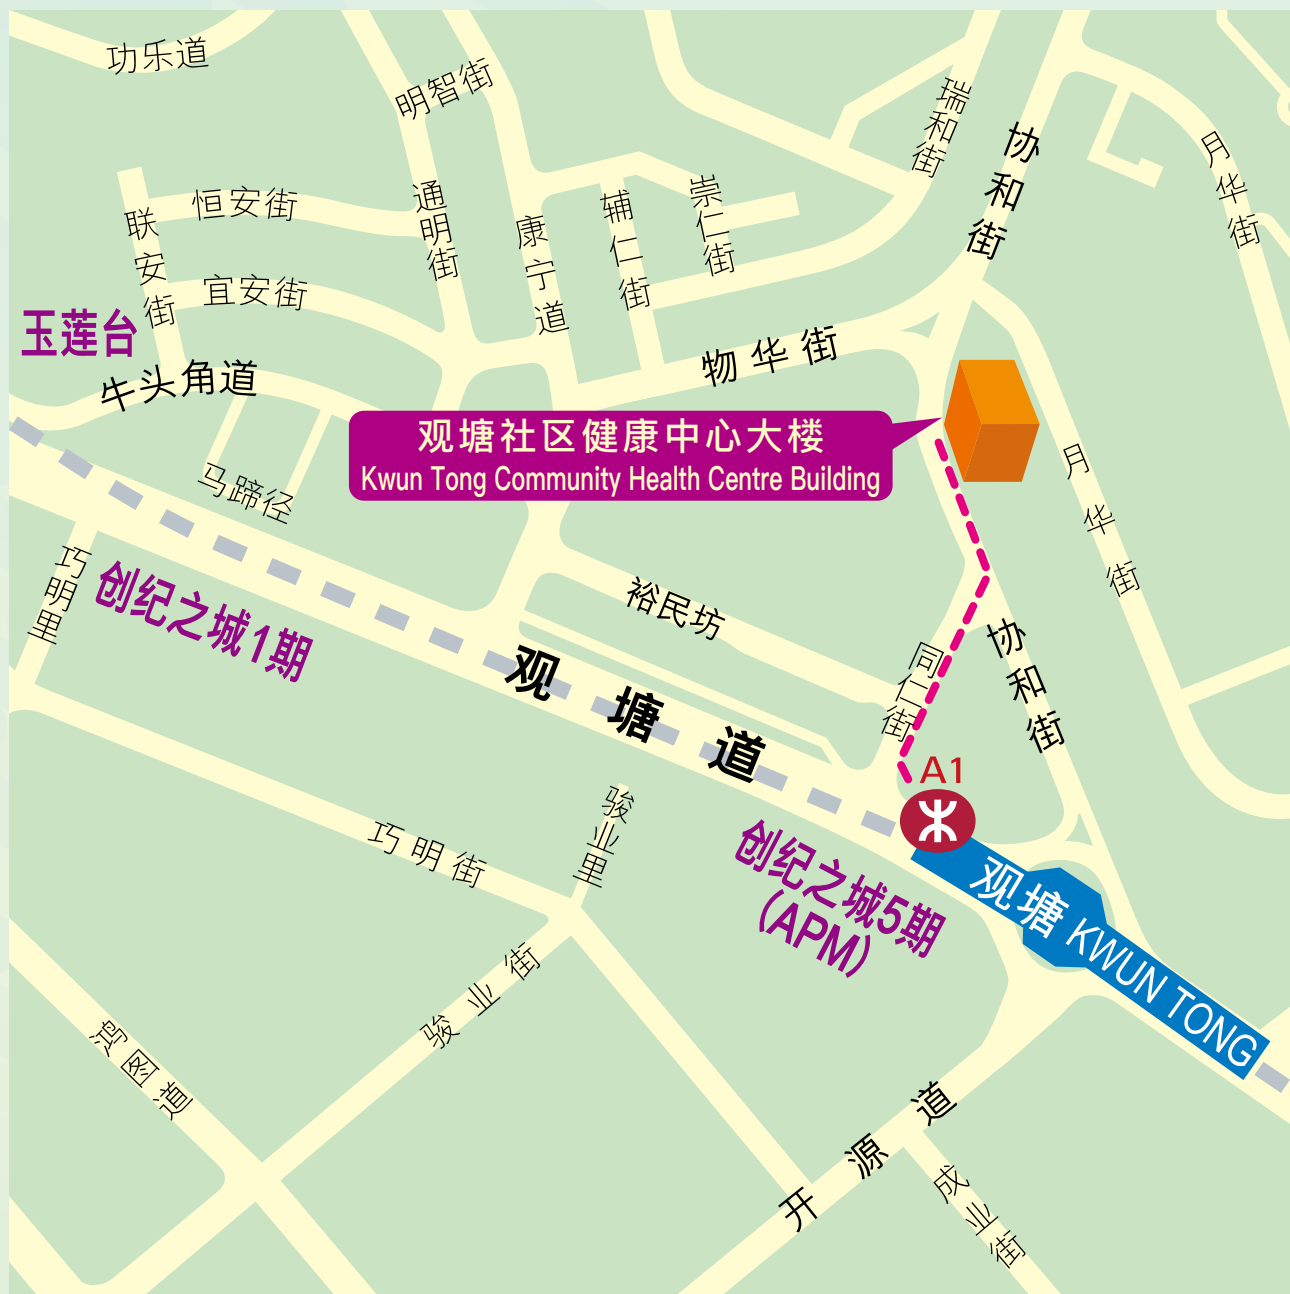 功乐道
明智街
瑞和街
协和街
月华街
恒安街
联安街
通明街
康宁道
辅仁街
崇仁街
宜安街
玉莲台
牛头角道
物华街
观塘社区健康中心大楼
Kwun Tong Community Health Centre Building
月华街
马蹄径
巧明里
创纪之城1期
裕民坊
观塘道
同仁街
协和街
A1
骏业里
巧明街
创纪之城5期
(APM)
观塘 KWUN TONG
骏业街
鸿图道
开源道
成业街